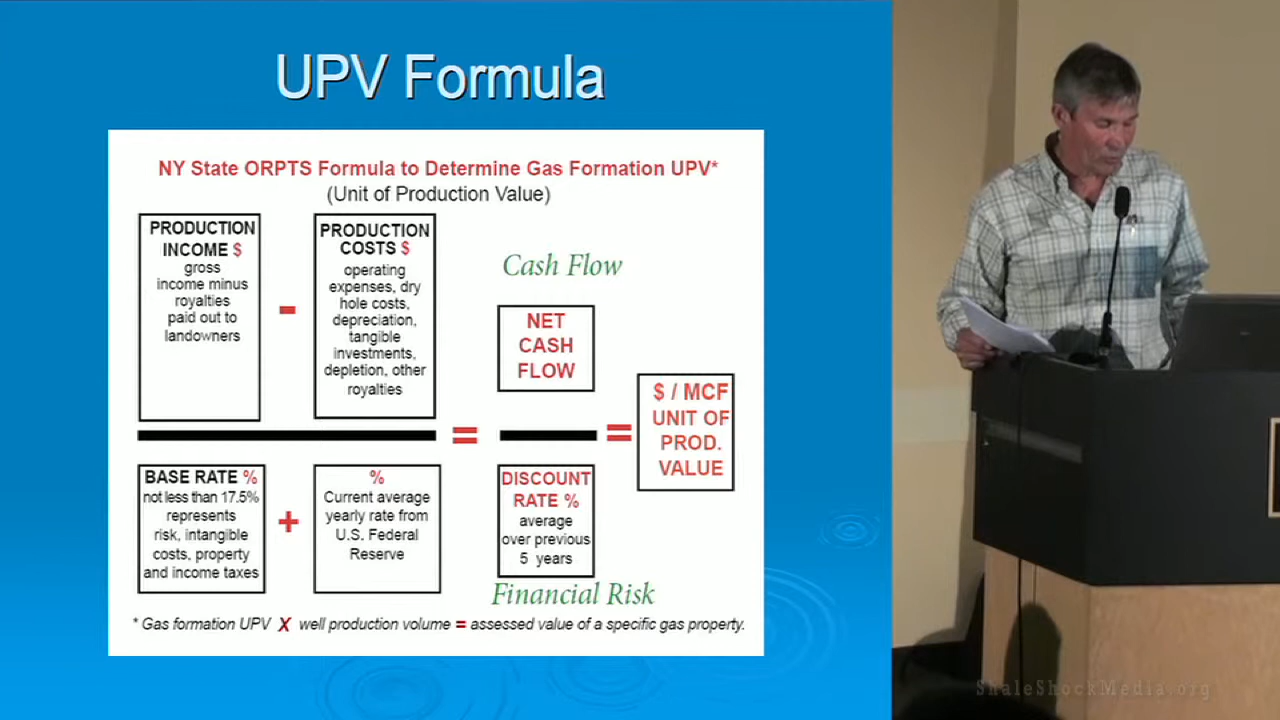 UPV Formula
NY State ORPTS Formula to Determine Gas Formation UPV*
(Unit of Production Value)
PRODUCTION
INCOME $
gross
income minus
royalties
paid out to
landowners
-
PRODUCTION
COSTS $
operating
expenses, dry
hole costs,
depreciation,
tangible
investments,
depletion, other
royalties
Cash Flow
NET
CASH
FLOW
=
=
$ / MCF
UNIT OF
PROD.
VALUE
BASE RATE %
not less than 17.5%
represents
risk, intangible
costs, property
and income taxes
+
%
Current average
yearly rate from
U.S. Federal
Reserve
DISCOUNT
RATE %
average
over previous
5 years
Financial Risk
* Gas formation UPV X well production volume = assessed value of a specific gas property.
ShaleShockMedia.org